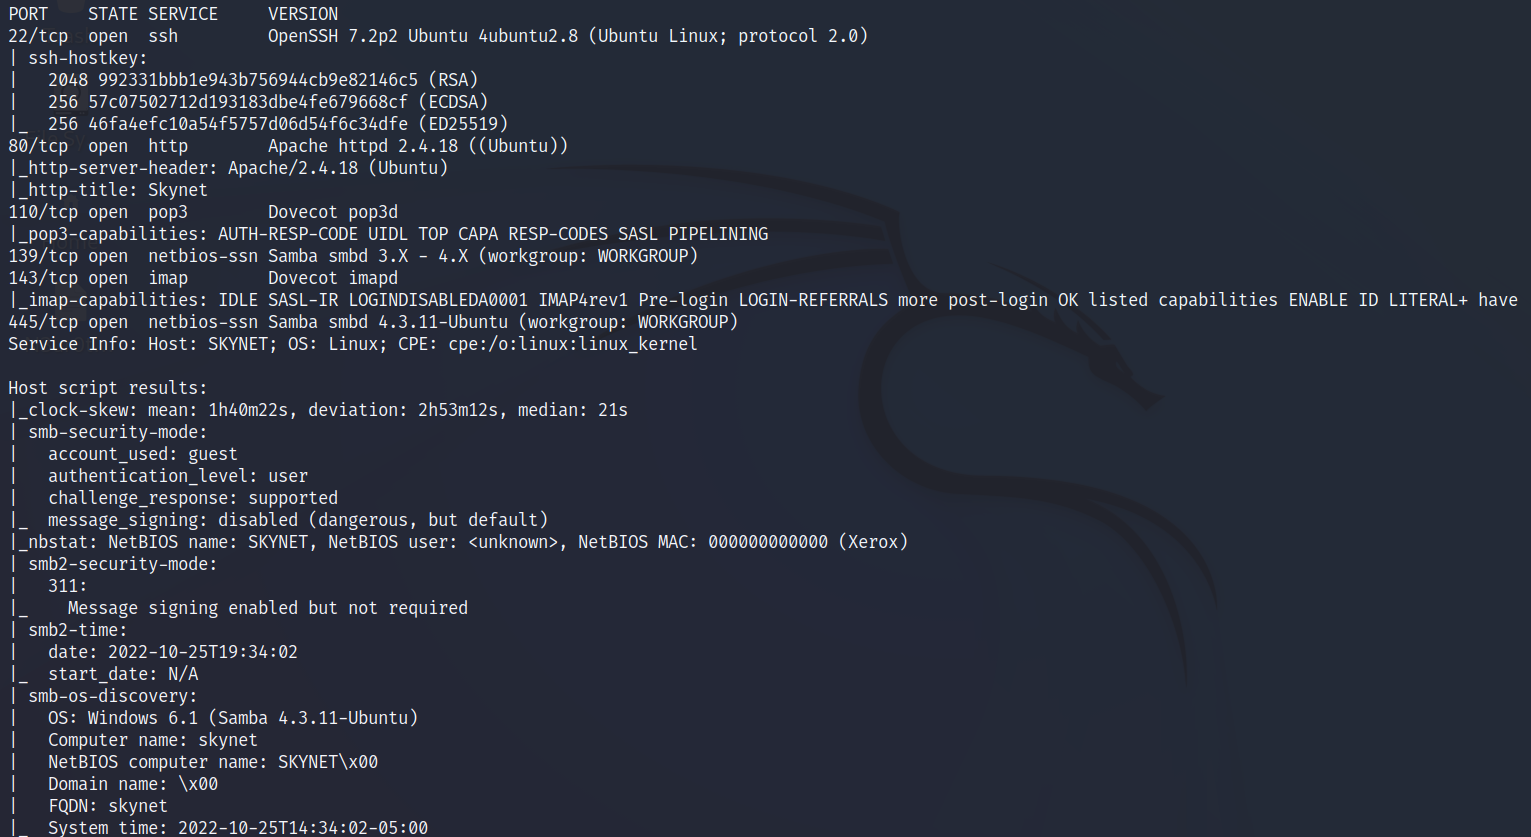 PORT    STATE SERVICE     VERSION
22/tcp  open  ssh         OpenSSH 7.2p2 Ubuntu 4ubuntu2.8 (Ubuntu Linux; protocol 2.0)
| ssh-hostkey:
|   2048 992331bbb1e943b756944cb9e82146c5 (RSA)
|   256 57c07502712d193183dbe4fe679668cf (ECDSA)
|_  256 46fa4efc10a54f5757d06d54f6c34dfe (ED25519)
80/tcp  open  http        Apache httpd 2.4.18 ((Ubuntu))
|_http-server-header: Apache/2.4.18 (Ubuntu)
|_http-title: Skynet
110/tcp open  pop3        Dovecot pop3d
|_pop3-capabilities: AUTH-RESP-CODE UIDL TOP CAPA RESP-CODES SASL PIPELINING
139/tcp open  netbios-ssn Samba smbd 3.X - 4.X (workgroup: WORKGROUP)
143/tcp open  imap        Dovecot imapd
|_imap-capabilities: IDLE SASL-IR LOGINDISABLEDA0001 IMAP4rev1 Pre-login LOGIN-REFERRALS more post-login OK listed capabilities ENABLE ID LITERAL+ have
445/tcp open  netbios-ssn Samba smbd 4.3.11-Ubuntu (workgroup: WORKGROUP)
Service Info: Host: SKYNET; OS: Linux; CPE: cpe:/o:linux:linux_kernel

Host script results:
|_clock-skew: mean: 1h40m22s, deviation: 2h53m12s, median: 21s
| smb-security-mode:
|   account_used: guest
|   authentication_level: user
|   challenge_response: supported
|_  message_signing: disabled (dangerous, but default)
|_nbstat: NetBIOS name: SKYNET, NetBIOS user: <unknown>, NetBIOS MAC: 000000000000 (Xerox)
| smb2-security-mode:
|   311:
|_    Message signing enabled but not required
| smb2-time:
|   date: 2022-10-25T19:34:02
|_  start_date: N/A
| smb-os-discovery:
|   OS: Windows 6.1 (Samba 4.3.11-Ubuntu)
|   Computer name: skynet
|   NetBIOS computer name: SKYNET\x00
|   Domain name: \x00
|   FQDN: skynet
|_  System time: 2022-10-25T14:34:02-05:00